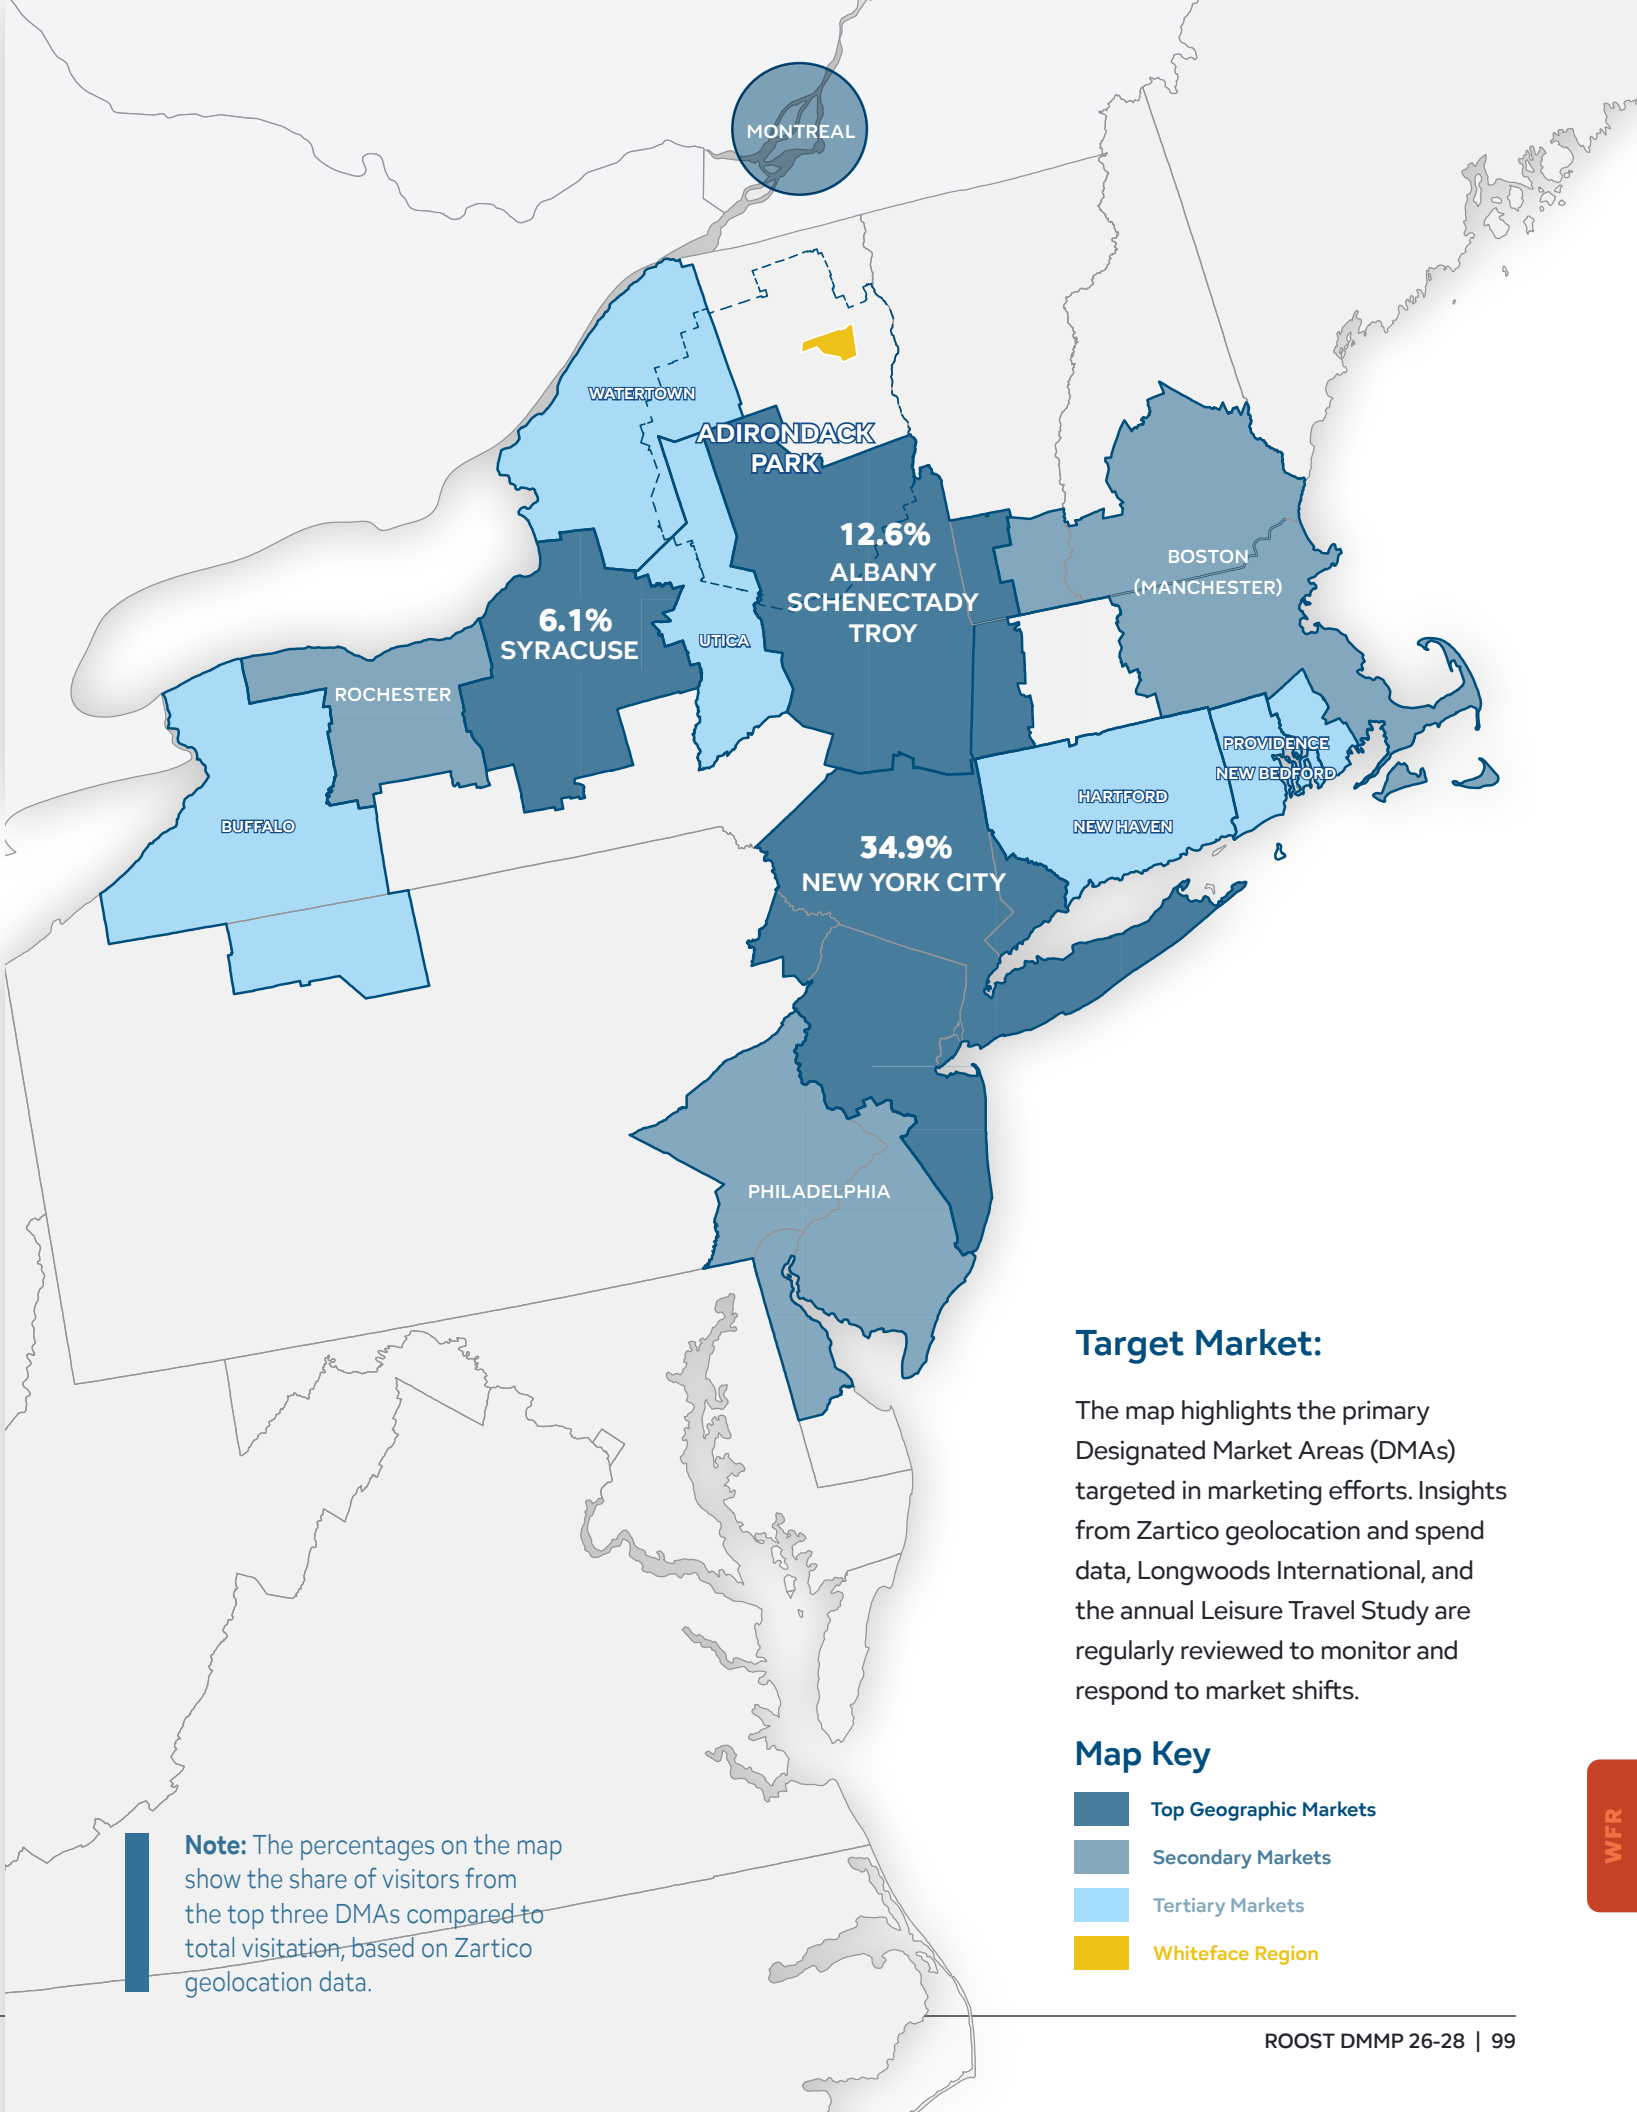 MONTREAL
WATERTOWN
ADIRONDACK
PARK
12.6%
ALBANY
SCHENECTADY
TROY
BOSTON
(MANCHESTER)
6.1%
SYRACUSE
UTICA
ROCHESTER
PROVIDENCE
NEW BEDFORD
HARTFORD
NEW HAVEN
BUFFALO
34.9%
NEW YORK CITY
PHILADELPHIA
Target Market:
The map highlights the primary
Designated Market Areas (DMAs)
targeted in marketing efforts. Insights
from Zartico geolocation and spend
data, Longwoods International, and
the annual Leisure Travel Study are
regularly reviewed to monitor and
respond to market shifts.
Map Key
Top Geographic Markets
Secondary Markets
Tertiary Markets
Whiteface Region
WFR
Note: The percentages on the map
show the share of visitors from
the top three DMAs compared to
total visitation, based on Zartico
geolocation data.
ROOST DMMP 26-28 | 99